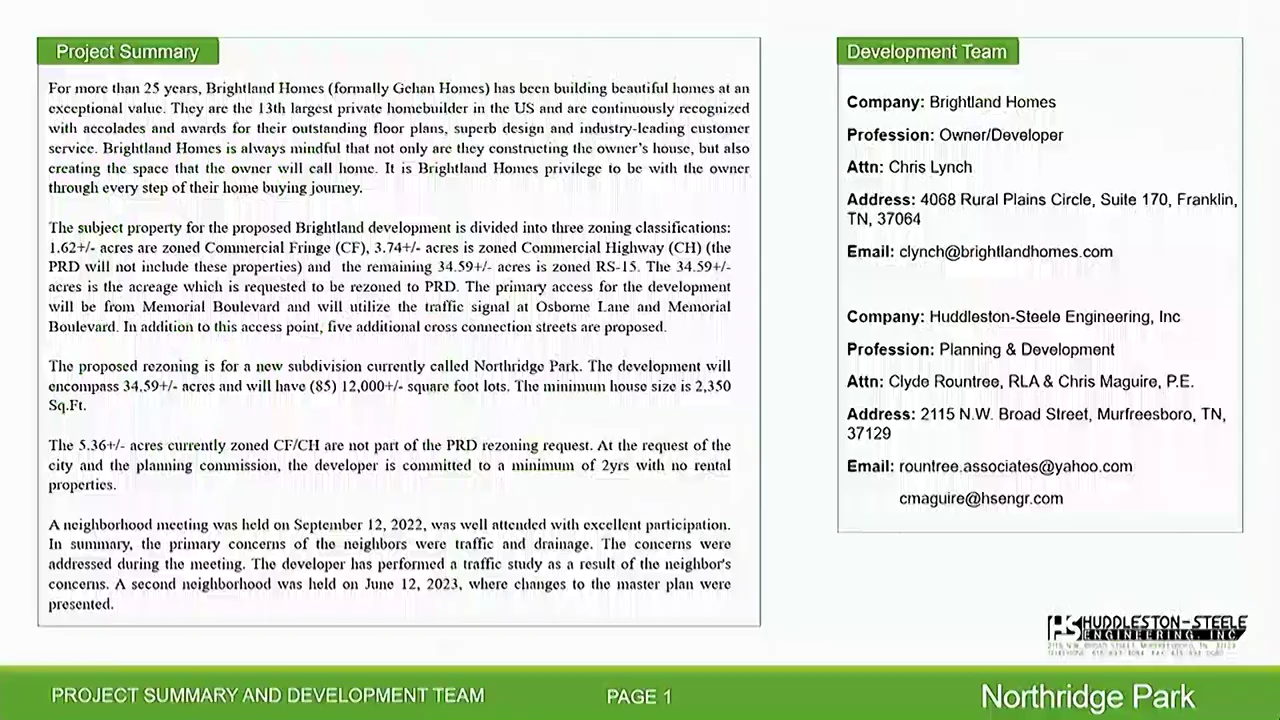 Project Summary
For more than 25 years, Brightland Homes (formally Gehan Homes) has been building beautiful homes at an
exceptional value. They are the 13th largest private homebuilder in the US and are continuously recognized
with accolades and awards for their outstanding floor plans, superb design and industry-leading customer
service. Brightland Homes is always mindful that not only are they constructing the owner's house, but also
creating the space that the owner will call home. It is Brightland Homes privilege to be with the owner
through every step of their home buying journey.
The subject property for the proposed Brightland development is divided into three zoning classifications:
1.62+/- acres are zoned Commercial Fringe (CF), 3.74+/- acres is zoned Commercial Highway (CH) (the
PRD will not include these properties) and the remaining 34.59+/- acres is zoned RS-15. The 34.59+/-
acres is the acreage which is requested to be rezoned to PRD. The primary access for the development
will be from Memorial Boulevard and will utilize the traffic signal at Osborne Lane and Memorial
Boulevard. In addition to this access point, five additional cross connection streets are proposed.
The proposed rezoning is for a new subdivision currently called Northridge Park. The development will
encompass 34.59+/- acres and will have (85) 12,000+/- square foot lots. The minimum house size is 2,350
Sq.Ft.
The 5.36+/- acres currently zoned CF/CH are not part of the PRD rezoning request. At the request of the
city and the planning commission, the developer is committed to a minimum of 2yrs with no rental
properties.
A neighborhood meeting was held on September 12, 2022, was well attended with excellent participation.
In summary, the primary concerns of the neighbors were traffic and drainage. The concerns were
addressed during the meeting. The developer has performed a traffic study as a result of the neighbor's
concerns. A second neighborhood was held on June 12, 2023, where changes to the master plan were
presented.
Development Team
Company: Brightland Homes
Profession: Owner/Developer
Attn: Chris Lynch
Address: 4068 Rural Plains Circle, Suite 170, Franklin,
TN, 37064
Email: clynch@brightlandhomes.com
Company: Huddleston-Steele Engineering, Inc
Profession: Planning & Development
Attn: Clyde Rountree, RLA & Chris Maguire, P.E.
Address: 2115 N.W. Broad Street, Murfreesboro, TN,
37129
Email: rountree.associates@yahoo.com
cmaguire@hsengr.com
HS HUDDLESTON-STEELE
ENGINEERING, INC.
2115 N.W. BROAD STREET, MURFREESBORO, TN. 37129
PROJECT SUMMARY AND DEVELOPMENT TEAM
PAGE 1
Northridge Park